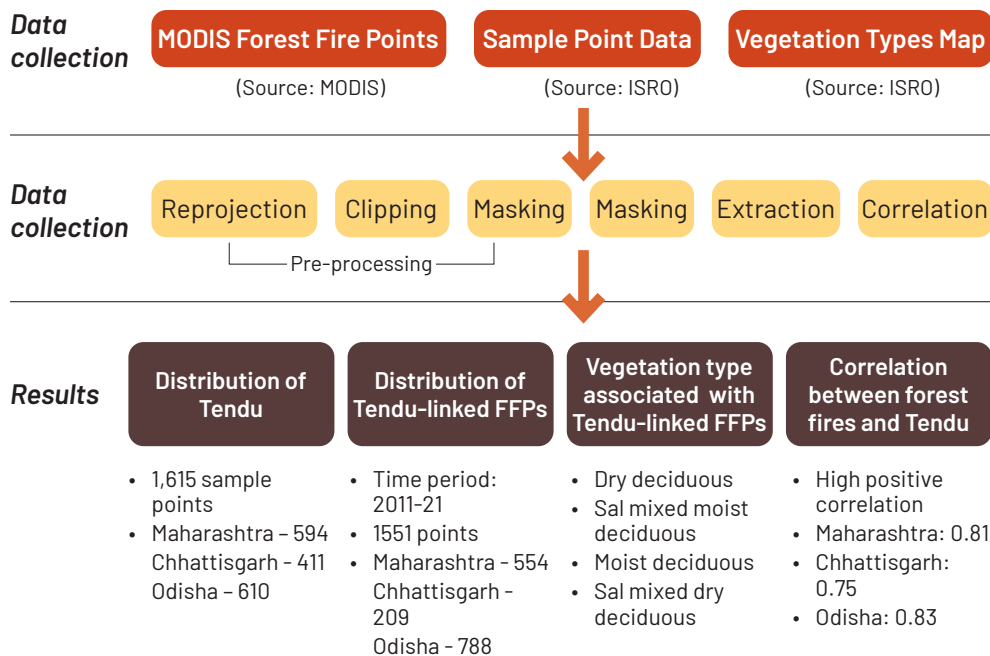 Data
collection
MODIS Forest Fire Points
Sample Point Data
Vegetation Types Map
(Source: MODIS)
(Source: ISRO)
(Source: ISRO)
Data
collection
Reprojection
Clipping
Masking
Masking
Extraction
Correlation
Pre-processing
Results
Distribution of
Tendu
• 1,615 sample
points
• Maharashtra – 594
Chhattisgarh - 411
Odisha – 610
Distribution of
Tendu-linked FFPs
• Time period:
2011-21
• 1551 points
• Maharashtra - 554
Chhattisgarh -
209
Odisha - 788
Vegetation type
associated with
Tendu-linked FFPs
• Dry deciduous
• Sal mixed moist
deciduous
• Moist deciduous
• Sal mixed dry
deciduous
Correlation
between forest
fires and Tendu
• High positive
correlation
• Maharashtra: 0.81
• Chhattisgarh:
0.75
• Odisha: 0.83